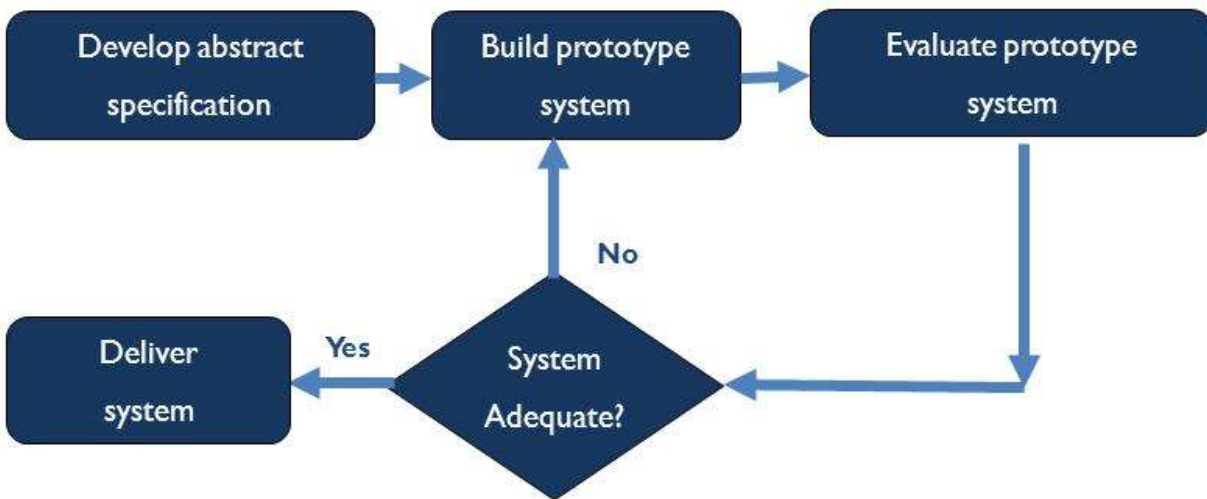 Develop abstract
specification
Build prototype
system
Evaluate prototype
system
No
Yes
System
Adequate?
Deliver
system